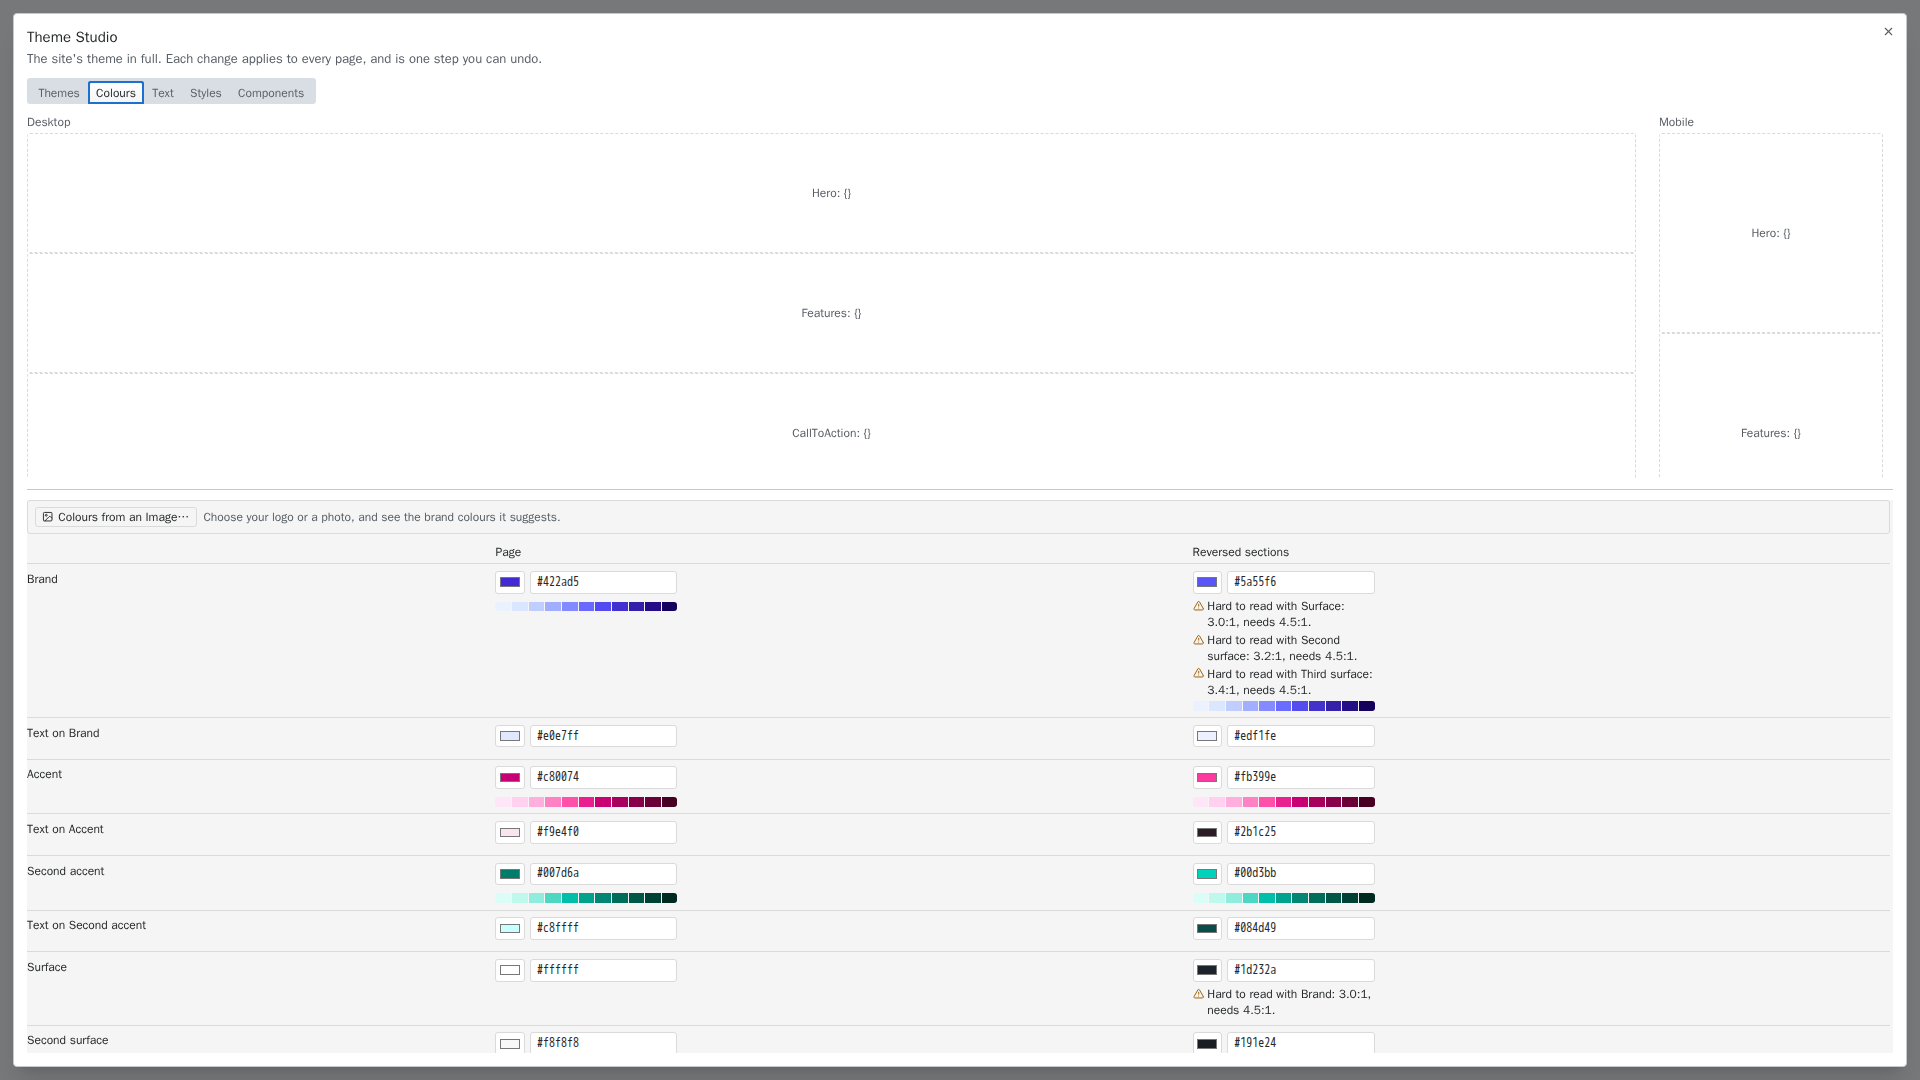 Theme Studio
The site's theme in full. Each change applies to every page, and is one step you can undo.
Themes Colours Text Styles Components
Desktop Mobile
Hero: {}
Hero: {}
Features: {}
CallToAction: {} Features: {}
Colours from an Image··· Choose your logo or a photo, and see the brand colours it suggests.
Page Reversed sections
Brand #422ad5 #5a55f6
Hard to read with Surface:
3.0:1, needs 4.5:1.
Hard to read with Second
surface: 3.2:1, needs 4.5:1.
Hard to read with Third surface:
3.4:1, needs 4.5:1.
Text on Brand #e0e7ff #edf1fe
Accent #c80074 #fb399e
Text on Accent #f9e4f0 #2b1c25
Second accent #007d6a #00d3bb
Text on Second accent #c8ffff #084d49
Surface #ffffff #1d232a
Hard to read with Brand: 3.0:1,
needs 4.5:1.
Second surface #f8f8f8 #191e24